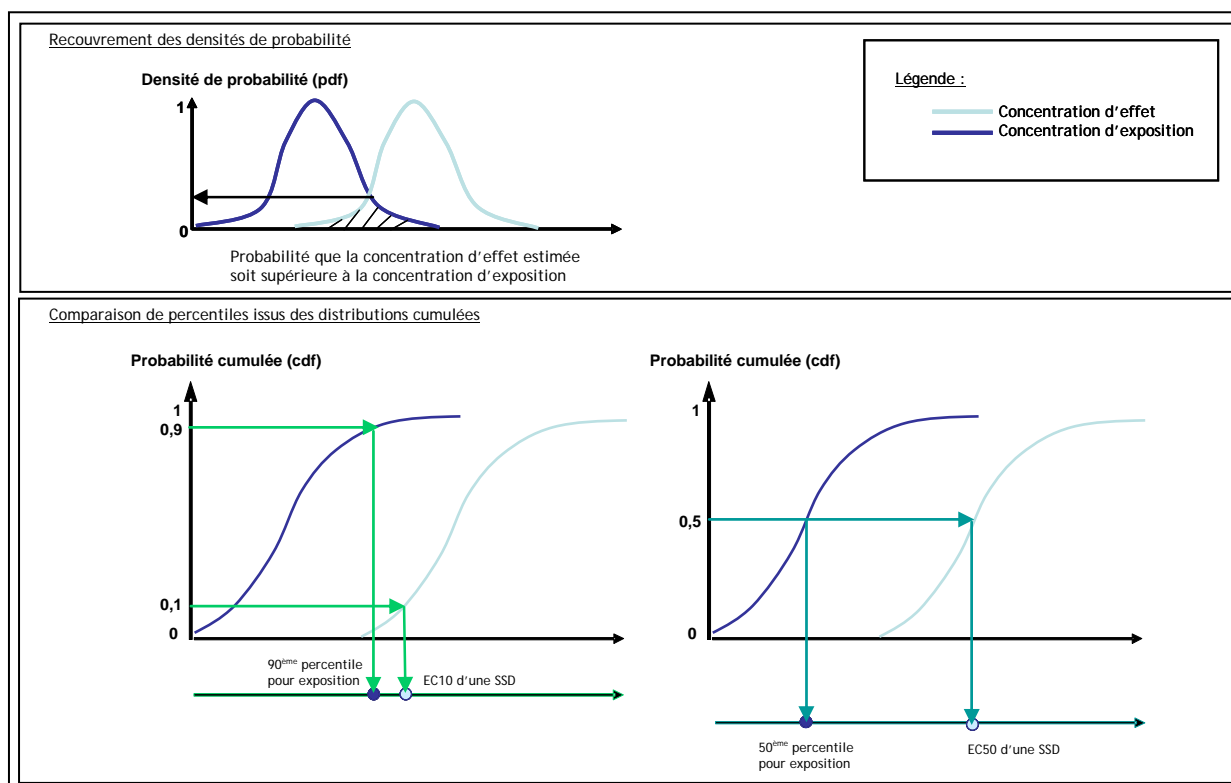 Recouvrement des densités de probabilité
Densité de probabilité (pdf)
1
0
Probabilité que la concentration d'effet estimée
soit supérieure à la concentration d'exposition
Légende :
Concentration d'effet
Concentration d'exposition
Comparaison de percentiles issus des distributions cumulées
Probabilité cumulée (cdf)
1
0,9
0,1
0
90ème percentile
pour exposition
EC10 d'une SSD
Probabilité cumulée (cdf)
1
0,5
0
50ème percentile
pour exposition
EC50 d'une SSD